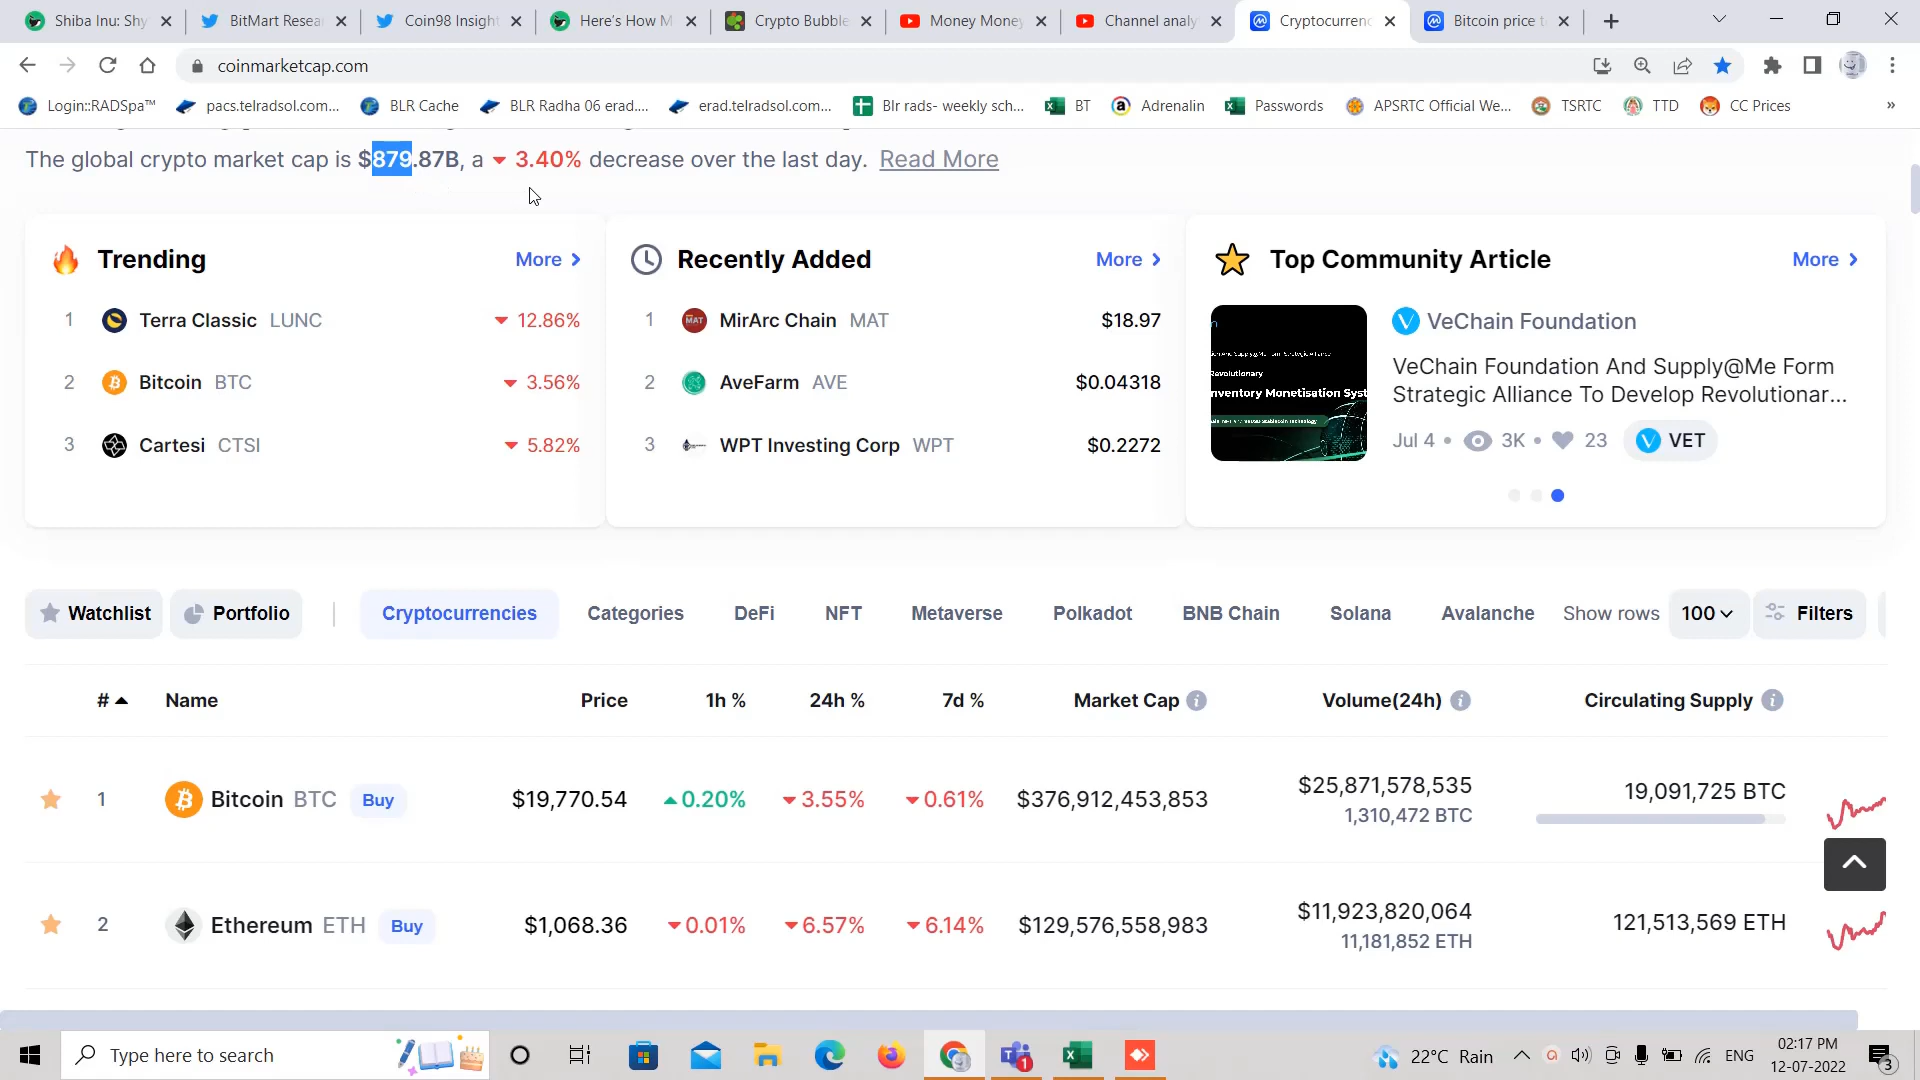 Shiba Inu: Shy
BitMart Resea
Coin98 Insight
Here's How M
Crypto Bubble
Money Money
Channel analy
Cryptocurrenc
Bitcoin price t
coinmarketcap.com
Login::RADSpa™
pacs.telradsol.com...
BLR Cache
BLR Radha 06 erad....
erad.telradsol.com...
Blr rads- weekly sch...
BT
Adrenalin
Passwords
APSRTC Official We...
TSRTC
TTD
CC Prices
»
The global crypto market cap is $879.87B, a ▼ 3.40% decrease over the last day. Read More
Trending
More >
1 Terra Classic LUNC ▼ 12.86%
2 Bitcoin BTC ▼ 3.56%
3 Cartesi CTSI ▼ 5.82%
Recently Added
More >
1 MirArc Chain MAT $18.97
2 AveFarm AVE $0.04318
3 WPT Investing Corp WPT $0.2272
Top Community Article
More >
Revolutionary
nventory Monetisation Syst
VeChain Foundation
VeChain Foundation And Supply@Me Form
Strategic Alliance To Develop Revolutionar...
Jul 4 • 3K • 23 VET
Watchlist
Portfolio
Cryptocurrencies
Categories
DeFi
NFT
Metaverse
Polkadot
BNB Chain
Solana
Avalanche
Show rows 100
Filters
# Name Price 1h % 24h % 7d % Market Cap Volume(24h) Circulating Supply
1 Bitcoin BTC Buy $19,770.54 ▲ 0.20% ▼ 3.55% ▼ 0.61% $376,912,453,853 $25,871,578,535 19,091,725 BTC
1,310,472 BTC
2 Ethereum ETH Buy $1,068.36 ▼ 0.01% ▼ 6.57% ▼ 6.14% $129,576,558,983 $11,923,820,064 121,513,569 ETH
11,181,852 ETH
Type here to search
1
22°C Rain
ENG
02:17 PM
12-07-2022
3